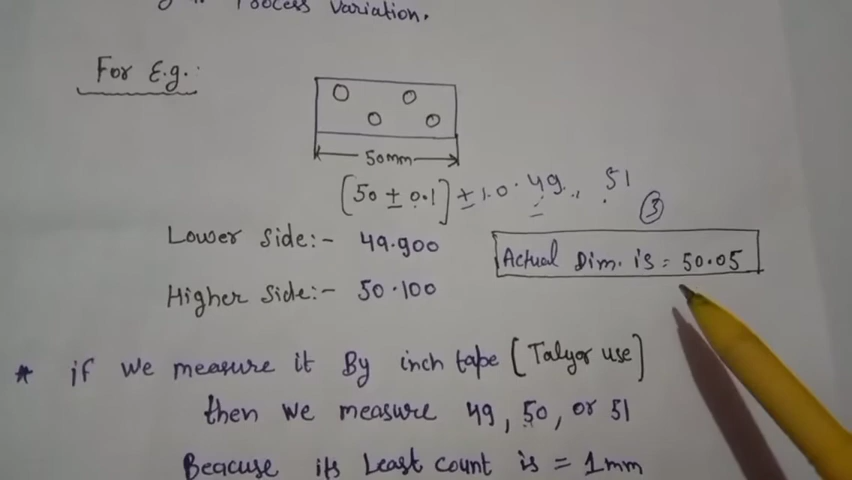 Process Variation.
For E.g.:
50mm
[50 ± 0.1] ± 1.0. 49.. 51
3
Lower Side:- 49.900
Actual Dim. is = 50.05
Higher Side:- 50.100
* if we measure it By inch tape [Talyor use]
then we measure 49, 50, or 51
Beacuse its Least count is = 1mm